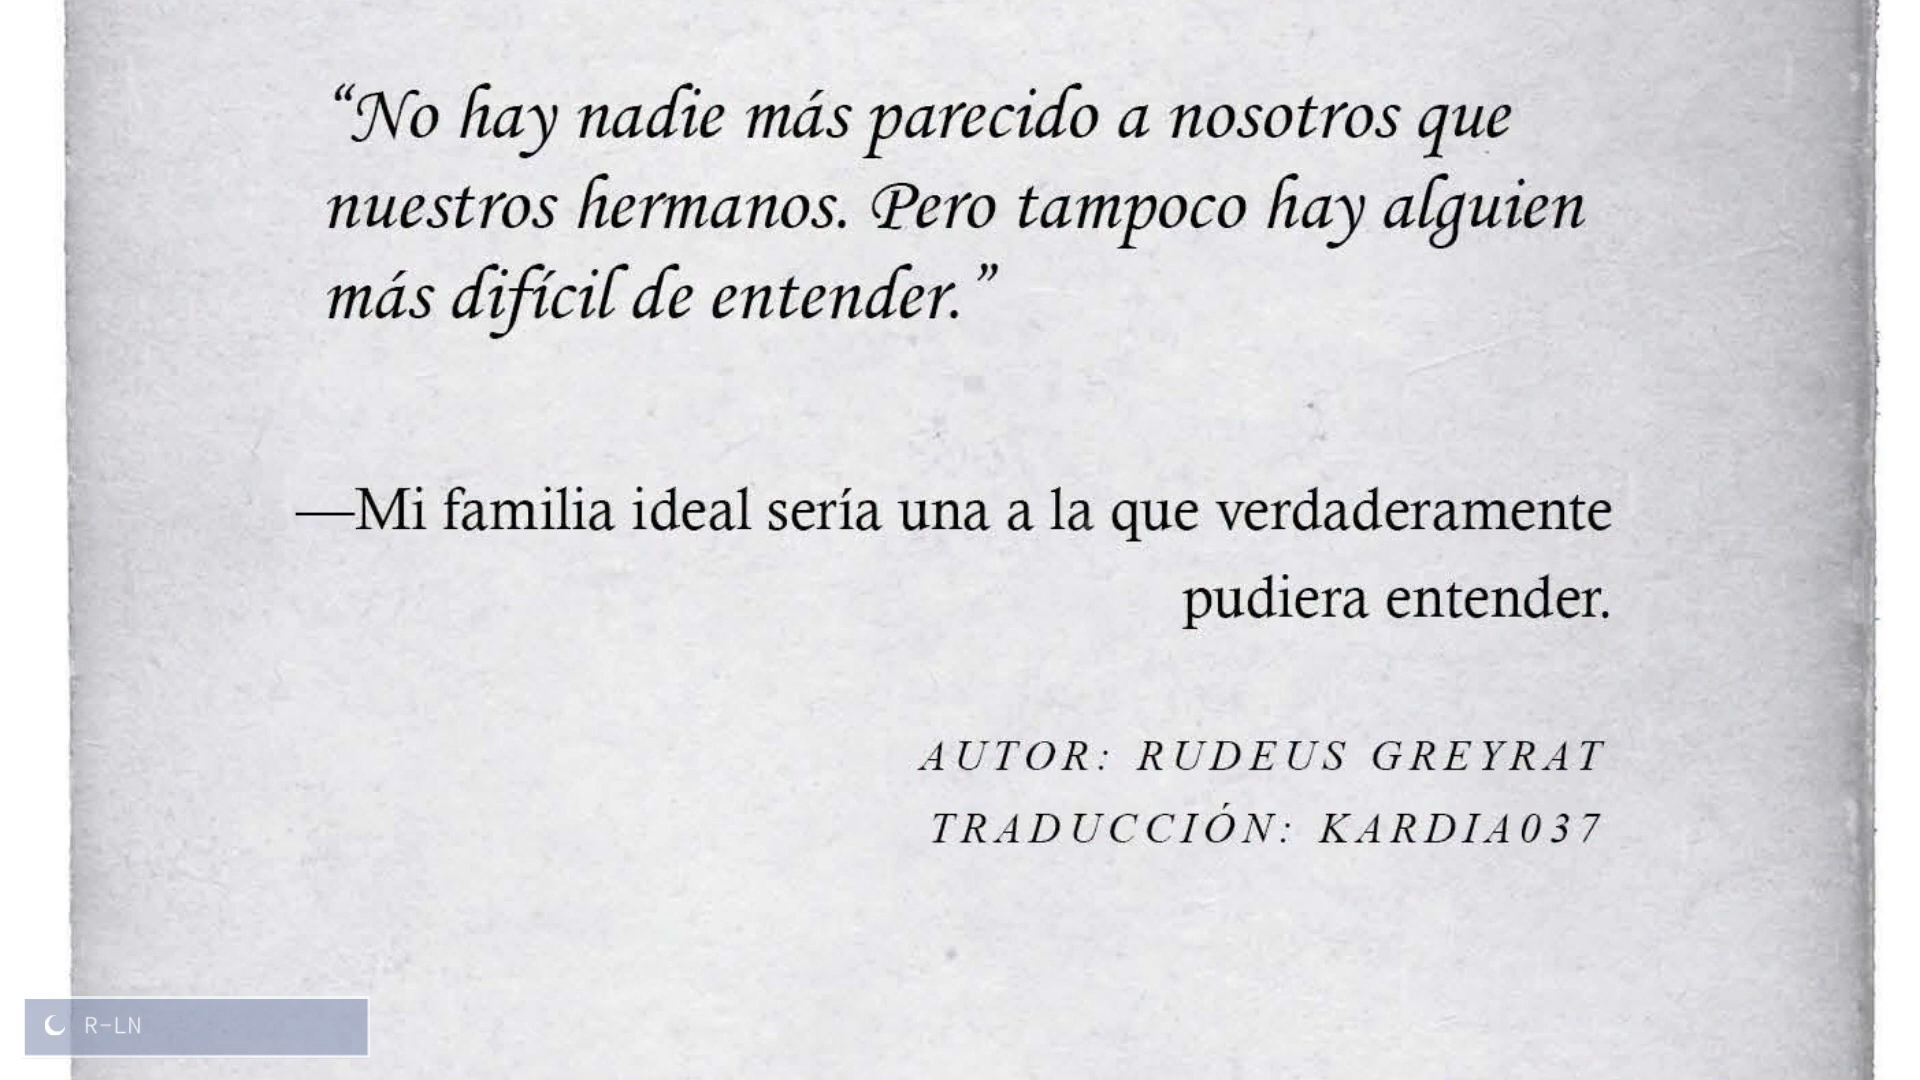 “No hay nadie más parecido a nosotros que
nuestros hermanos. Pero tampoco hay alguien
más difícil de entender.”
—Mi familia ideal sería una a la que verdaderamente
pudiera entender.
AUTOR: RUDEUS GREYRAT
TRADUCCIÓN: KARDIA037
R-LN